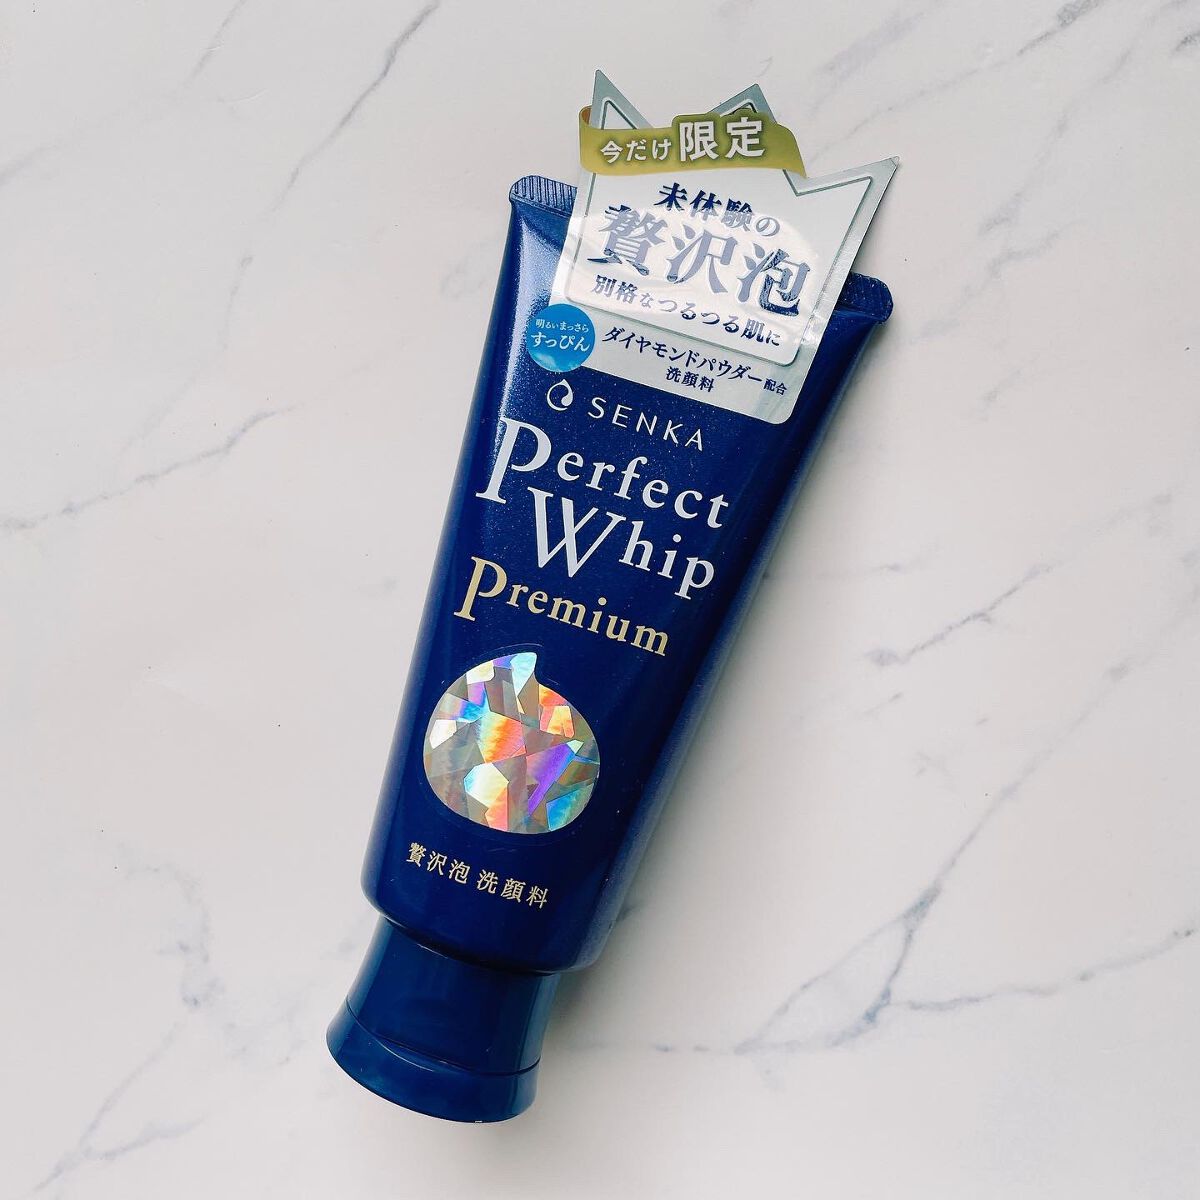 今だけ 限定
未体験の
贅沢泡
別格なつるつる肌に
明るいまっさら
すっぴん
ダイヤモンドパウダー配合
洗顔料
SENKA
Perfect
Whip
Premium
贅沢泡 洗顔料